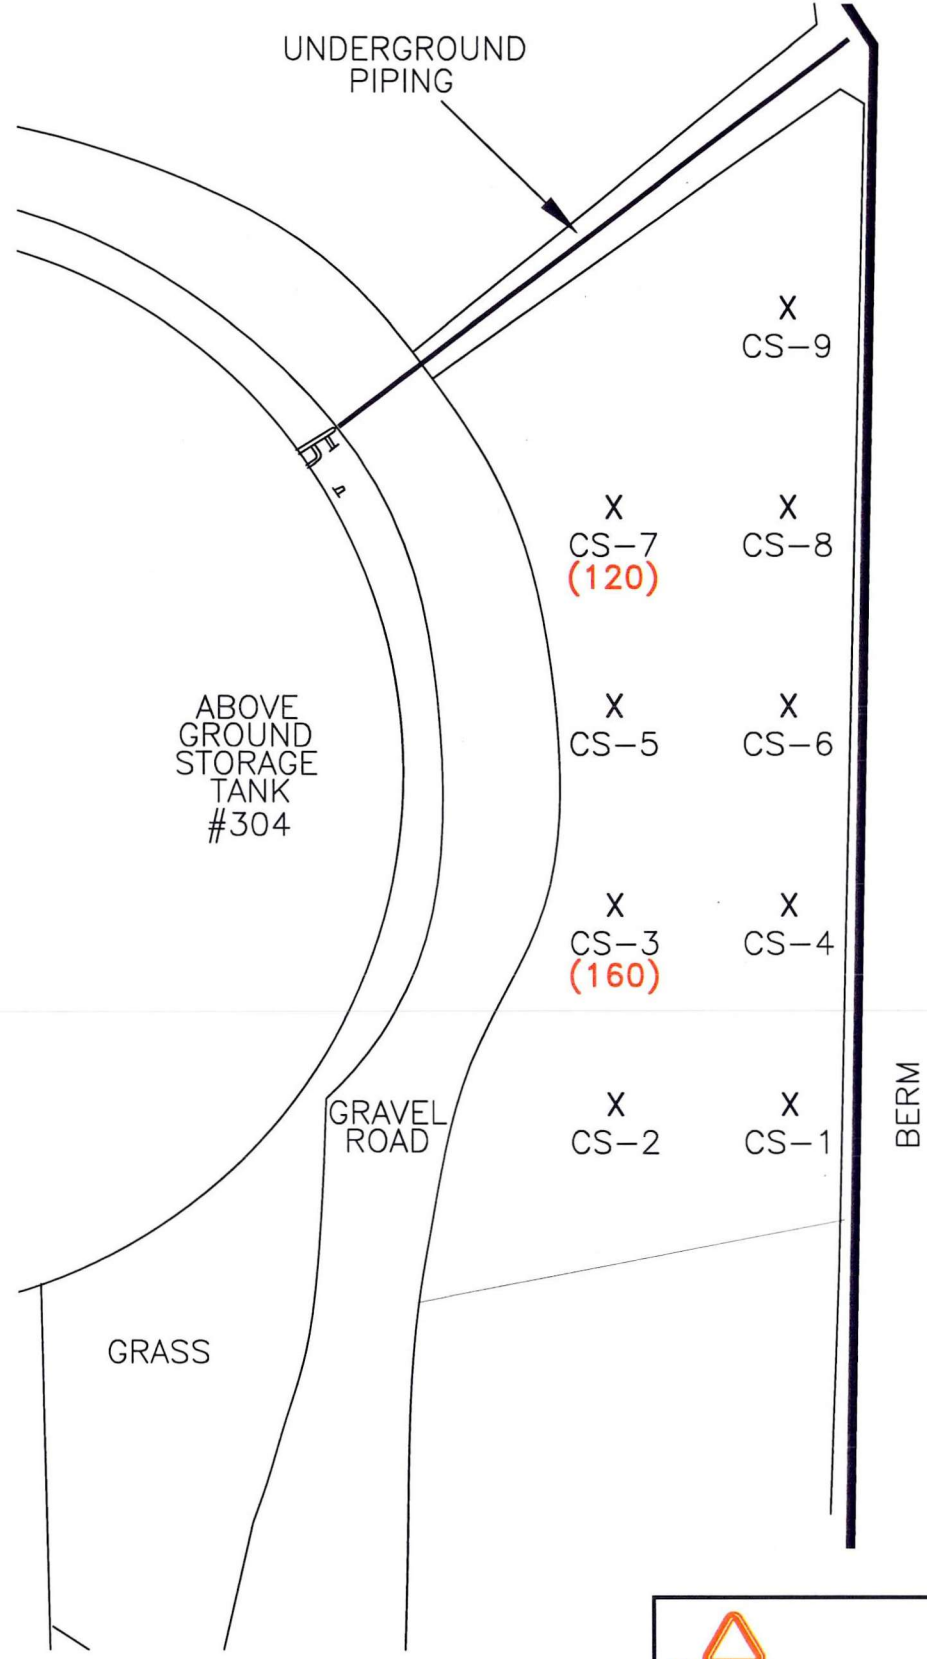 UNDERGROUND
PIPING
X
CS-9
X
CS-7
(120)
X
CS-8
X
CS-5
X
CS-6
ABOVE
GROUND
STORAGE
TANK
#304
X
CS-3
(160)
X
CS-4
GRAVEL
ROAD
X
CS-2
X
CS-1
BERM
GRASS